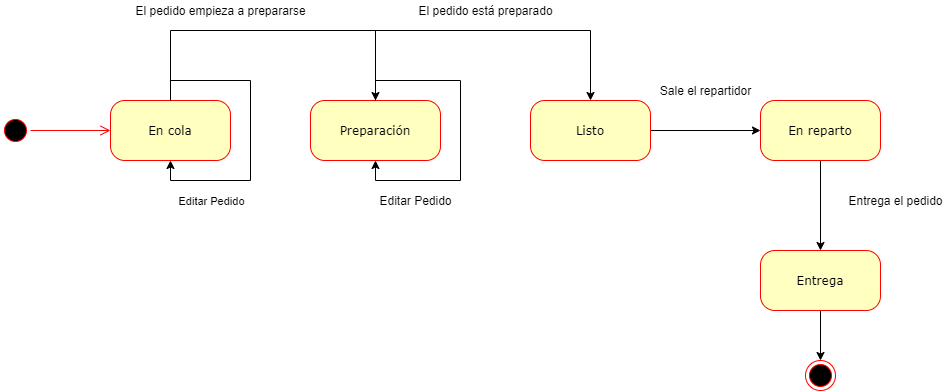 El pedido empieza a prepararse
El pedido está preparado
Sale el repartidor
En cola
Preparación
Listo
En reparto
Editar Pedido
Editar Pedido
Entrega el pedido
Entrega